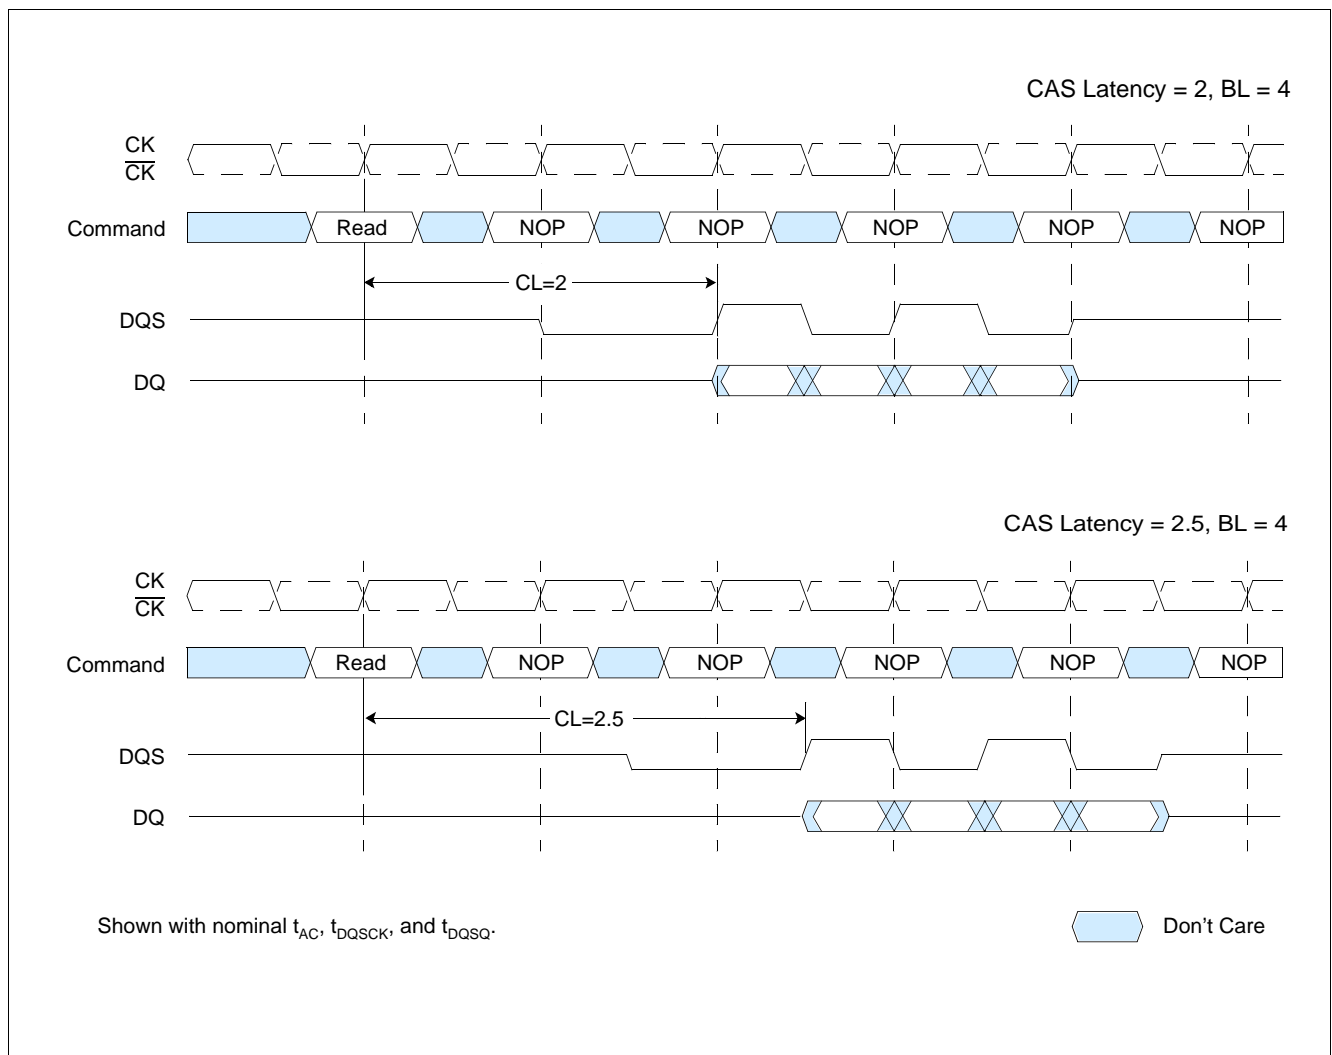 CAS Latency = 2, BL = 4
CK
CK
Command
Read NOP NOP NOP NOP NOP
CL=2
DQS
DQ
CAS Latency = 2.5, BL = 4
CK
CK
Command
Read NOP NOP NOP NOP NOP
CL=2.5
DQS
DQ
Shown with nominal tAC, tDQSCK, and tDQSQ.
Don't Care